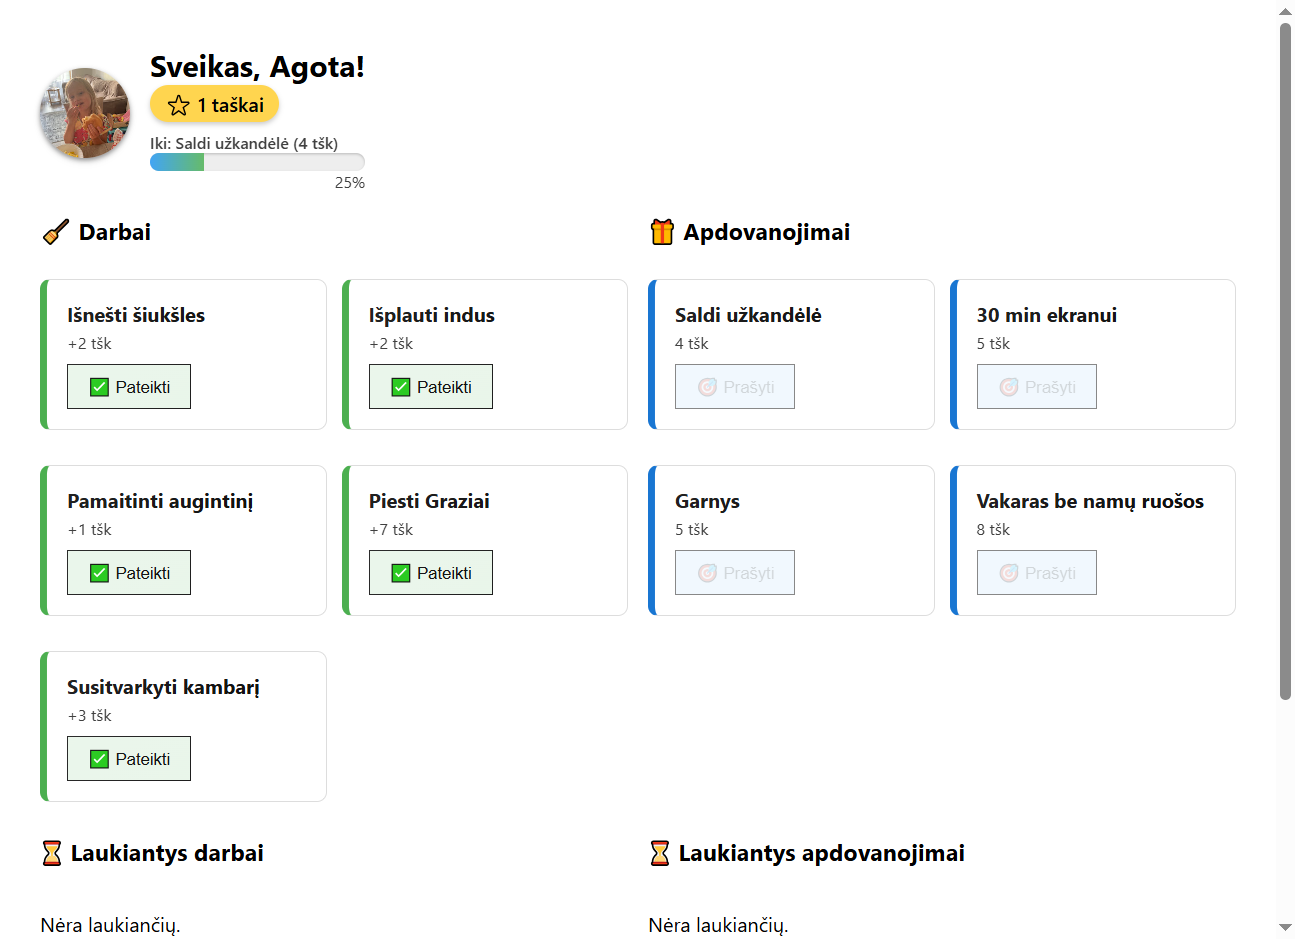 Sveikas, Agota!
1 taškai
Iki: Saldi užkandėlė (4 tšk)
25%
Darbai
Išnešti šiukšles
+2 tšk
Pateikti
Išplauti indus
+2 tšk
Pateikti
Pamaitinti augintinį
+1 tšk
Pateikti
Piesti Graziai
+7 tšk
Pateikti
Susitvarkyti kambarį
+3 tšk
Pateikti
Apdovanojimai
Saldi užkandėlė
4 tšk
Prašyti
30 min ekranui
5 tšk
Prašyti
Garnys
5 tšk
Prašyti
Vakaras be namų ruošos
8 tšk
Prašyti
Laukiantys darbai
Nėra laukiančių.
Laukiantys apdovanojimai
Nėra laukiančių.